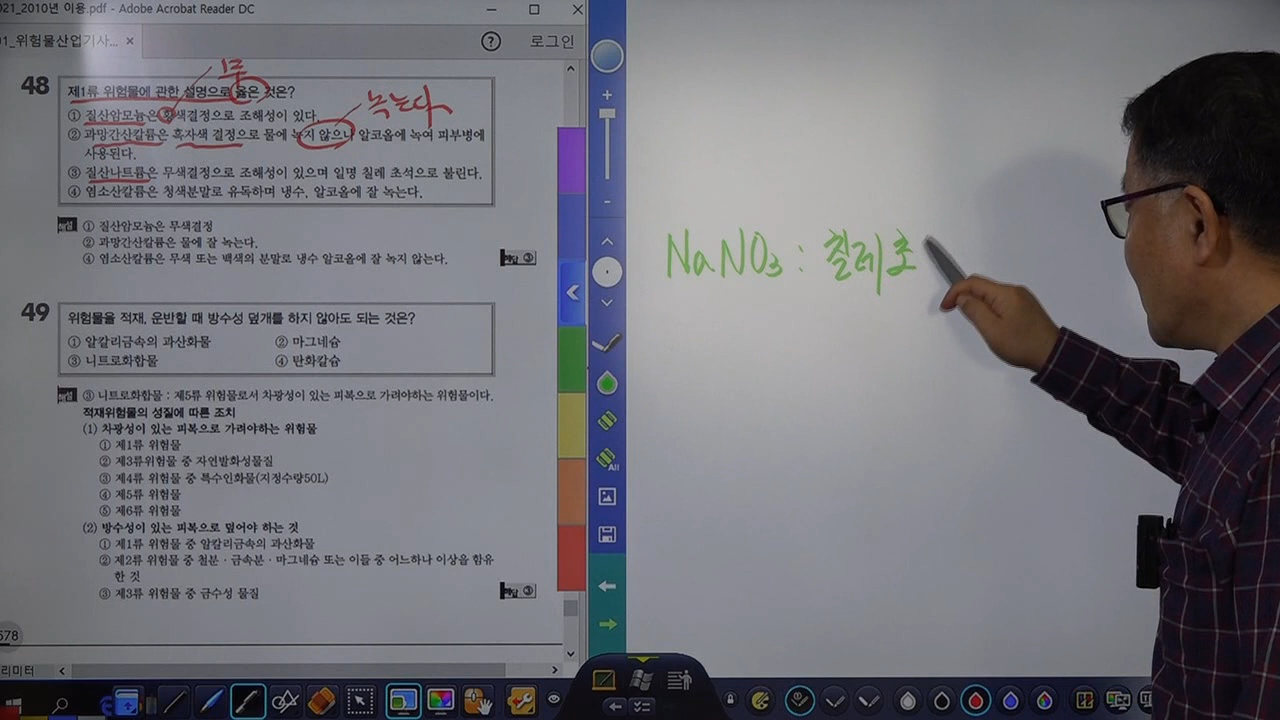 021_2010년 이용.pdf - Adobe Acrobat Reader DC
01_위험물산업기사... ×
? 로그인
48 제1류 위험물에 관한 설명으로 옳은 것은?
무
① 질산암모늄은 황색결정으로 조해성이 있다.
녹는다
② 과망간산칼륨은 흑자색 결정으로 물에 녹지 않으나 알코올에 녹여 피부병에
사용된다.
③ 질산나트륨은 무색결정으로 조해성이 있으며 일명 칠레 초석으로 불린다.
④ 염소산칼륨은 청색분말로 유독하며 냉수, 알코올에 잘 녹는다.
① 질산암모늄은 무색결정
② 과망간산칼륨은 물에 잘 녹는다.
④ 염소산칼륨은 무색 또는 백색의 분말로 냉수 알코올에 잘 녹지 않는다.
③
49 위험물을 적재, 운반할 때 방수성 덮개를 하지 않아도 되는 것은?
① 알칼리금속의 과산화물 ② 마그네슘
③ 니트로화합물 ④ 탄화칼슘
③ 니트로화합물 : 제5류 위험물로서 차광성이 있는 피복으로 가려야하는 위험물이다.
적재위험물의 성질에 따른 조치
(1) 차광성이 있는 피복으로 가려야하는 위험물
① 제1류 위험물
② 제3류위험물 중 자연발화성물질
③ 제4류 위험물 중 특수인화물(지정수량50L)
④ 제5류 위험물
⑤ 제6류 위험물
(2) 방수성이 있는 피복으로 덮어야 하는 것
① 제1류 위험물 중 알칼리금속의 과산화물
② 제2류 위험물 중 철분·금속분·마그네슘 또는 이들 중 어느하나 이상을 함유
한 것
③ 제3류 위험물 중 금수성 물질
③
578
리미터
All
NaNO3 : 칠레초